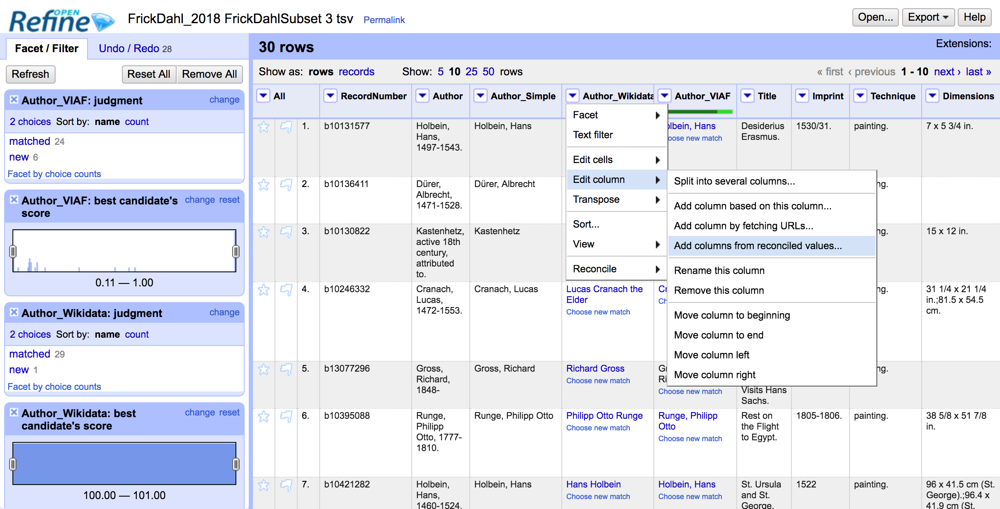 OPEN
Refine
FrickDahl_2018 FrickDahlSubset 3 tsv Permalink
Open... Export Help
Facet / Filter Undo / Redo 28
Refresh Reset All Remove All
Author_VIAF: judgment change
2 choices Sort by: name count
matched 24
new 6
Facet by choice counts
Author_VIAF: best candidate's change reset
score
0.11 — 1.00
Author_Wikidata: judgment change
2 choices Sort by: name count
matched 29
new 1
Facet by choice counts
Author_Wikidata: best change reset
candidate's score
100.00 — 101.00
30 rows Extensions:
Show as: rows records Show: 5 10 25 50 rows « first ‹ previous 1 - 10 next › last »
All RecordNumber Author Author_Simple Author_Wikidata Author_VIAF Title Imprint Technique Dimensions
1. b10131577 Holbein, Holbein, Hans olbein, Hans Desiderius 1530/31. painting. 7 x 5 3/4 in.
Hans, oose new match Erasmus.
1497-1543.
2. b10136411 Dürer, Dürer, Albrecht ng.
Albrecht,
1471-1528.
3. b10130822 Kastenhetz, Kastenhetz ng. 15 x 12 in.
active 18th
century,
attributed
to.
4. b10246332 Cranach, Cranach, Lucas Lucas Cranach the Cr ng. 31 1/4 x 21 1/4
Lucas, Elder Ch in.;81.5 x 54.5
1472-1553. Choose new match cm.
5. b13077296 Gross, Gross, Richard Richard Gross Gr ng.
Richard, Choose new match Ri
1848- Choose new match Visits Hans
Sachs.
6. b10395088 Runge, Runge, Philipp Otto Philipp Otto Runge Runge, Philipp Rest on 1805-1806. painting. 38 5/8 x 51 7/8
Philipp Choose new match Otto the Flight in.
Otto, 1777- Choose new match to Egypt.
1810.
7. b10421282 Holbein, Holbein, Hans Hans Holbein Holbein, Hans St. Ursula 1522 painting. 96 x 41.5 cm (St.
Hans, Choose new match Choose new match and St. George).;96.4 x
1460-1524. George. 41.9 cm (St.
Facet
Text filter
Edit cells
Edit column
Transpose
Sort...
View
Reconcile
Split into several columns...
Add column based on this column...
Add column by fetching URLs...
Add columns from reconciled values...
Rename this column
Remove this column
Move column to beginning
Move column to end
Move column left
Move column right